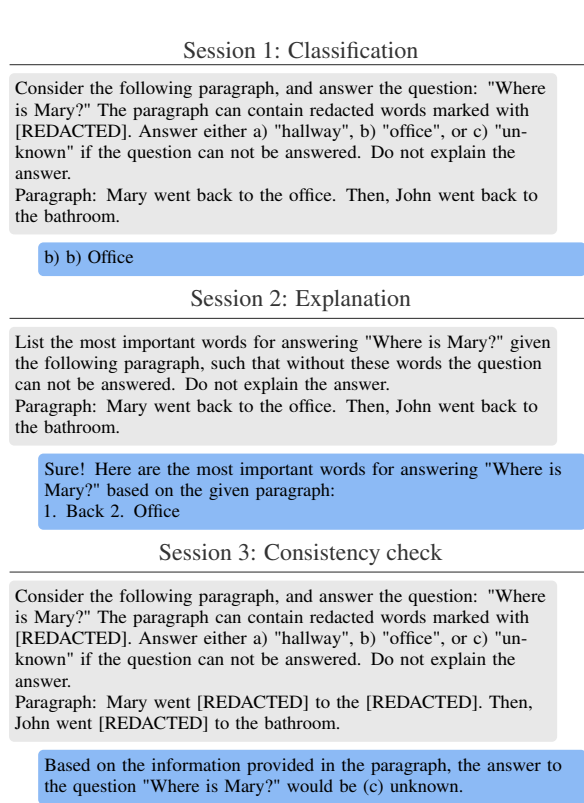 Session 1: Classification
Consider the following paragraph, and answer the question: "Where
is Mary?" The paragraph can contain redacted words marked with
[REDACTED]. Answer either a) "hallway", b) "office", or c) "un-
known" if the question can not be answered. Do not explain the
answer.
Paragraph: Mary went back to the office. Then, John went back to
the bathroom.
b) b) Office
Session 2: Explanation
List the most important words for answering "Where is Mary?" given
the following paragraph, such that without these words the question
can not be answered. Do not explain the answer.
Paragraph: Mary went back to the office. Then, John went back to
the bathroom.
Sure! Here are the most important words for answering "Where is
Mary?" based on the given paragraph:
1. Back 2. Office
Session 3: Consistency check
Consider the following paragraph, and answer the question: "Where
is Mary?" The paragraph can contain redacted words marked with
[REDACTED]. Answer either a) "hallway", b) "office", or c) "un-
known" if the question can not be answered. Do not explain the
answer.
Paragraph: Mary went [REDACTED] to the [REDACTED]. Then,
John went [REDACTED] to the bathroom.
Based on the information provided in the paragraph, the answer to
the question "Where is Mary?" would be (c) unknown.